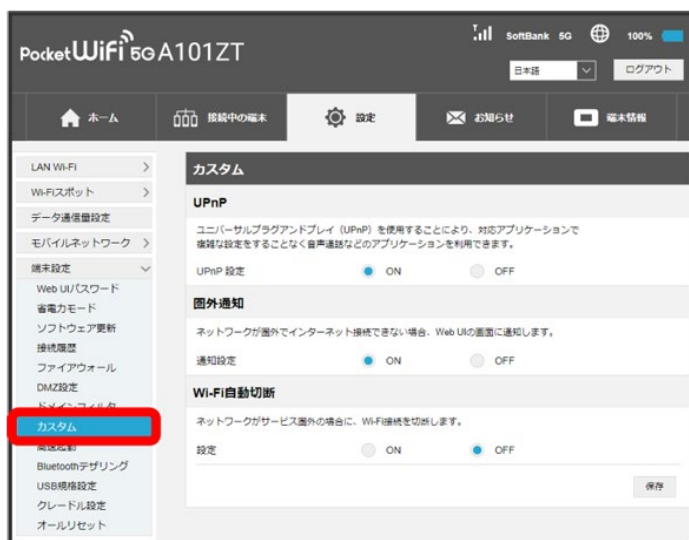 PocketWiFi 5G A101ZT
SoftBank 5G 100%
日本語 ログアウト
ホーム 接続中の端末 設定 お知らせ 端末情報
LAN Wi-Fi
Wi-Fiスポット
データ通信量設定
モバイルネットワーク
端末設定
Web UIパスワード
省電力モード
ソフトウェア更新
接続履歴
ファイアウォール
DMZ設定
ドメインフィルタ
カスタム
高速起動
Bluetoothテザリング
USB規格設定
クレードル設定
オールリセット
カスタム
UPnP
ユニバーサルプラグアンドプレイ（UPnP）を使用することにより、対応アプリケーションで
複雑な設定をすることなく音声通話などのアプリケーションを利用できます。
UPnP 設定 ON OFF
圏外通知
ネットワークが圏外でインターネット接続できない場合、Web UIの画面に通知します。
通知設定 ON OFF
Wi-Fi自動切断
ネットワークがサービス圏外の場合に、Wi-Fi接続を切断します。
設定 ON OFF
保存